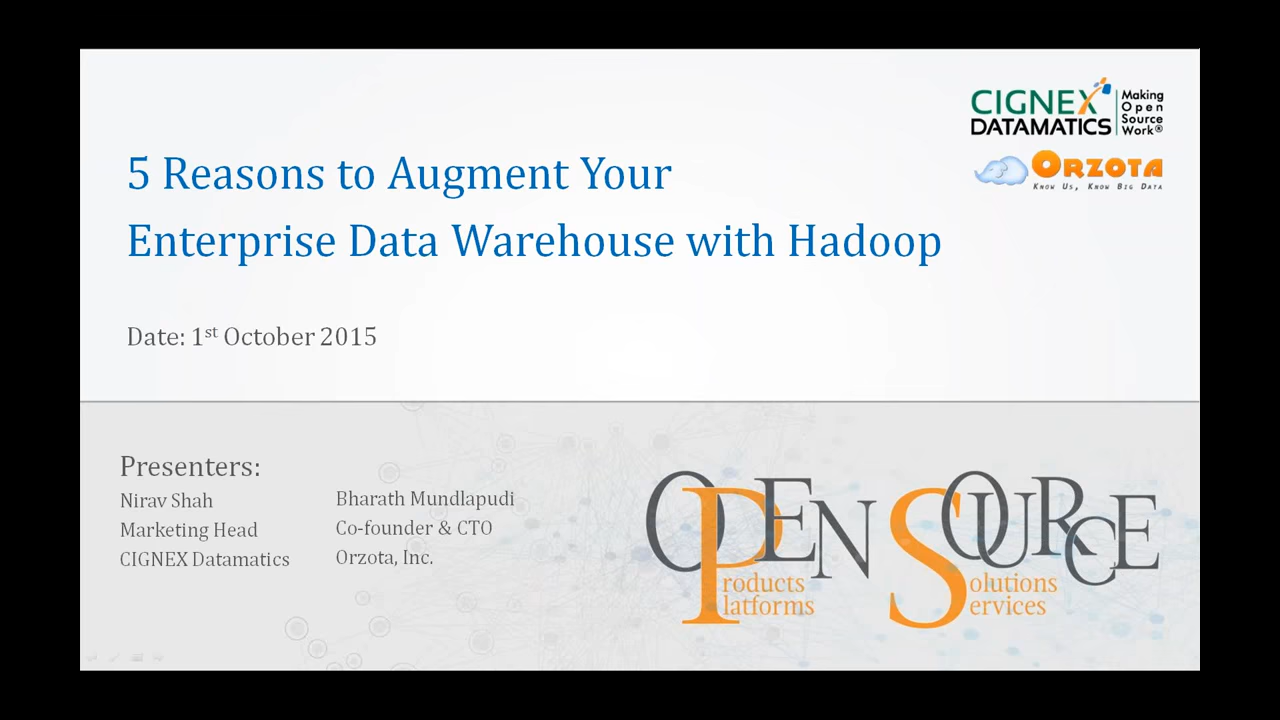 CIGNEX
DATAMATICS
Making
Open
Source
Work®
ORZOTA
KNOW US, KNOW BIG DATA
5 Reasons to Augment Your
Enterprise Data Warehouse with Hadoop
Date: 1st October 2015
Presenters:
Nirav Shah
Marketing Head
CIGNEX Datamatics
Bharath Mundlapudi
Co-founder & CTO
Orzota, Inc.
OPEN SOURCE
Products
Platforms
Solutions
Services